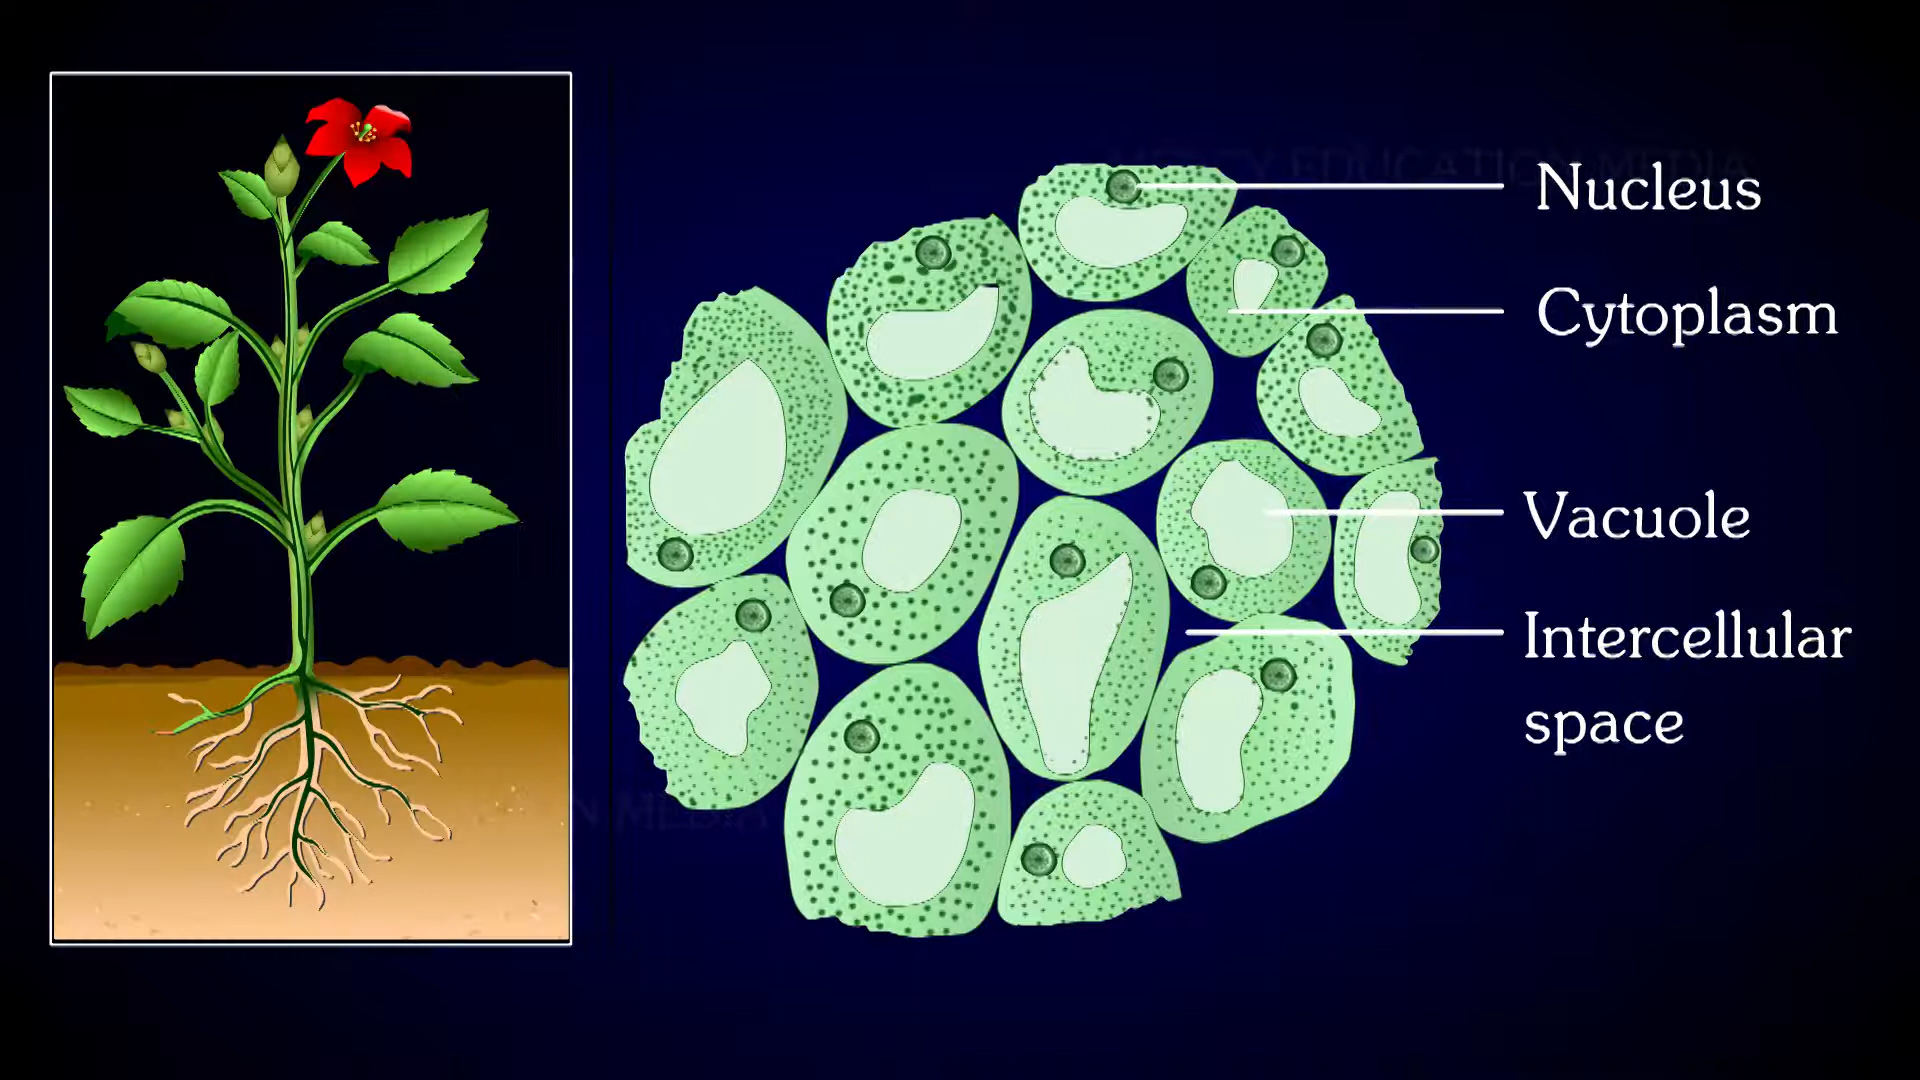 Nucleus
Cytoplasm
Vacuole
Intercellular
space